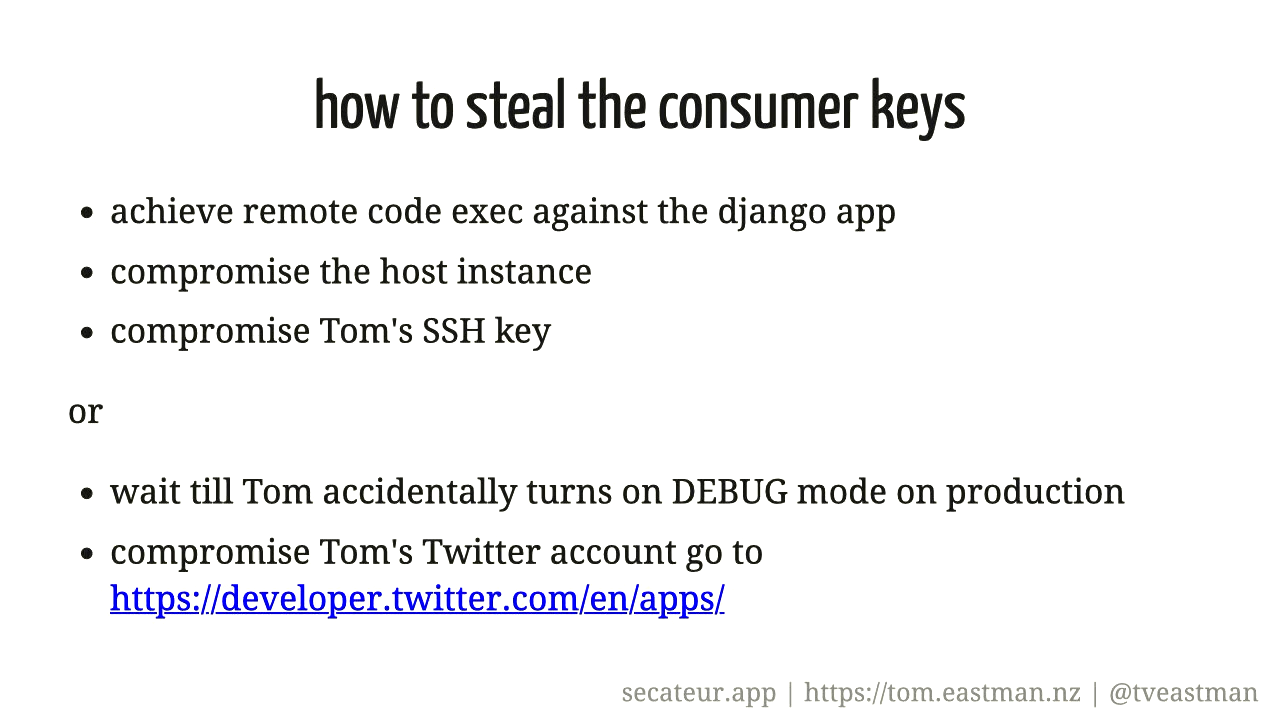 how to steal the consumer keys
• achieve remote code exec against the django app
• compromise the host instance
• compromise Tom's SSH key
or
• wait till Tom accidentally turns on DEBUG mode on production
• compromise Tom's Twitter account go to
https://developer.twitter.com/en/apps/
secateur.app | https://tom.eastman.nz | @tveastman